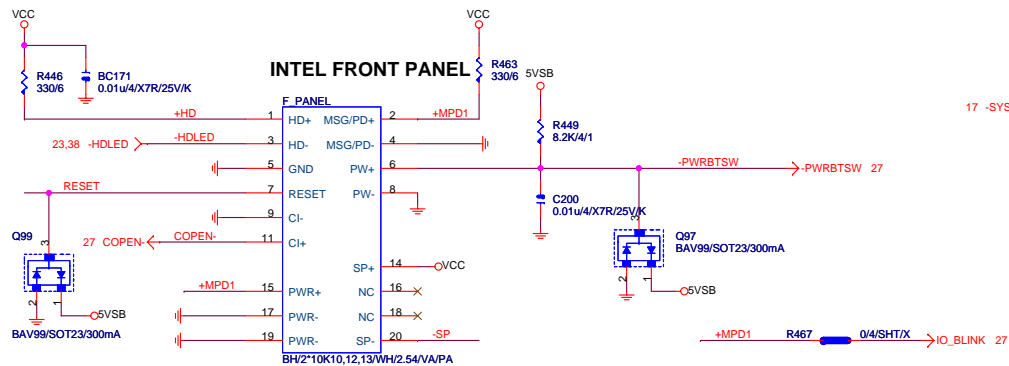 VCC
VCC
R446
330/6
BC171
0.01u/4/X7R/25V/K
INTEL FRONT PANEL
R463
330/6
5VSB
F_PANEL
17 -SYS
+HD
1
HD+
MSG/PD+
2
+MPD1
R449
8.2K/4/1
23,38 -HDLED
-HDLED
3
HD-
MSG/PD-
4
5
GND
PW+
6
-PWRBTSW
-PWRBTSW 27
RESET
7
RESET
PW-
8
C200
0.01u/4/X7R/25V/K
9
CI-
27 COPEN-
COPEN-
11
CI+
Q99
3
2
1
5VSB
BAV99/SOT23/300mA
Q97
BAV99/SOT23/300mA
3
2
1
5VSB
SP+
14
VCC
+MPD1
15
PWR+
NC
16
17
PWR-
NC
18
19
PWR-
SP-
20
-SP
BH/2*10K10,12,13/WH/2.54/VA/PA
+MPD1
R467
0/4/SHT/X
IO_BLINK 27